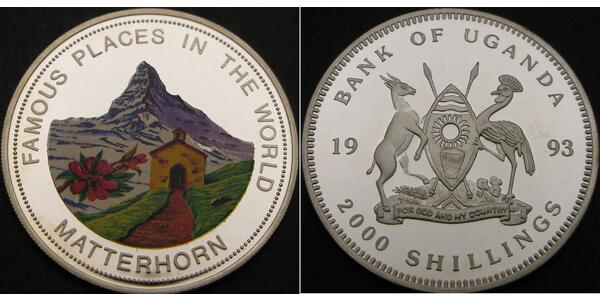 FAMOUS PLACES IN THE WORLD
MATTERHORN
BANK OF UGANDA
19 93
FOR GOD AND MY COUNTRY
2000 SHILLINGS